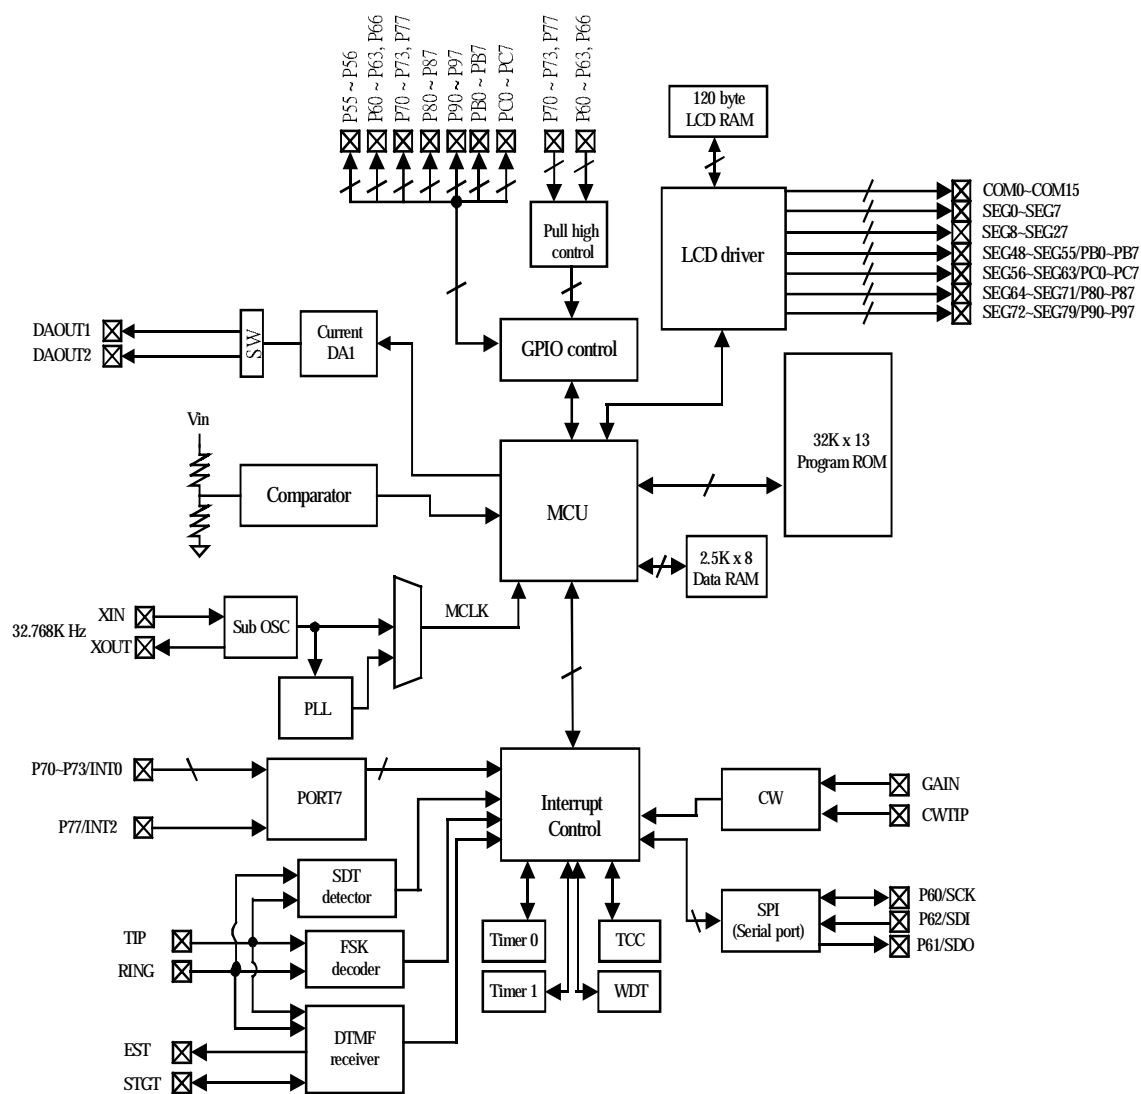 P55 ~ P56
P60 ~ P63, P66
P70 ~ P73, P77
P80 ~ P87
P90 ~ P97
PB0 ~ PB7
PC0 ~ PC7
P70 ~ P73, P77
P60 ~ P63, P66
120 byte
LCD RAM
Pull high
control
LCD driver
COM0~COM15
SEG0~SEG7
SEG8~SEG27
SEG48~SEG55/PB0~PB7
SEG56~SEG63/PC0~PC7
SEG64~SEG71/P80~P87
SEG72~SEG79/P90~P97
DAOUT1
DAOUT2
SW
Current
DA1
GPIO control
Vin
Comparator
MCU
32K x 13
Program ROM
2.5K x 8
Data RAM
XIN
32.768K Hz
XOUT
Sub OSC
MCLK
PLL
P70~P73/INT0
P77/INT2
PORT7
Interrupt
Control
CW
GAIN
CWTIP
SDT
detector
TIP
RING
FSK
decoder
Timer 0
TCC
Timer 1
WDT
SPI
(Serial port)
P60/SCK
P62/SDI
P61/SDO
EST
STGT
DTMF
receiver